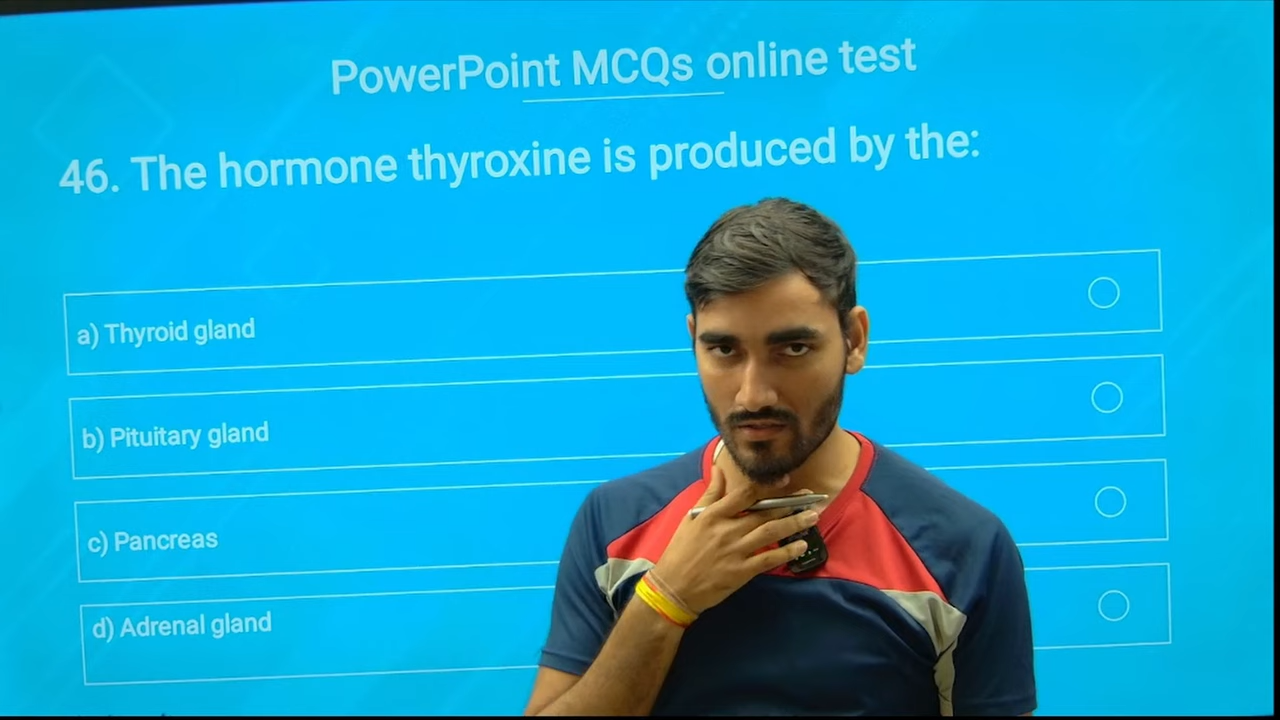 PowerPoint MCQs online test
46. The hormone thyroxine is produced by the:
a) Thyroid gland
b) Pituitary gland
c) Pancreas
d) Adrenal gland